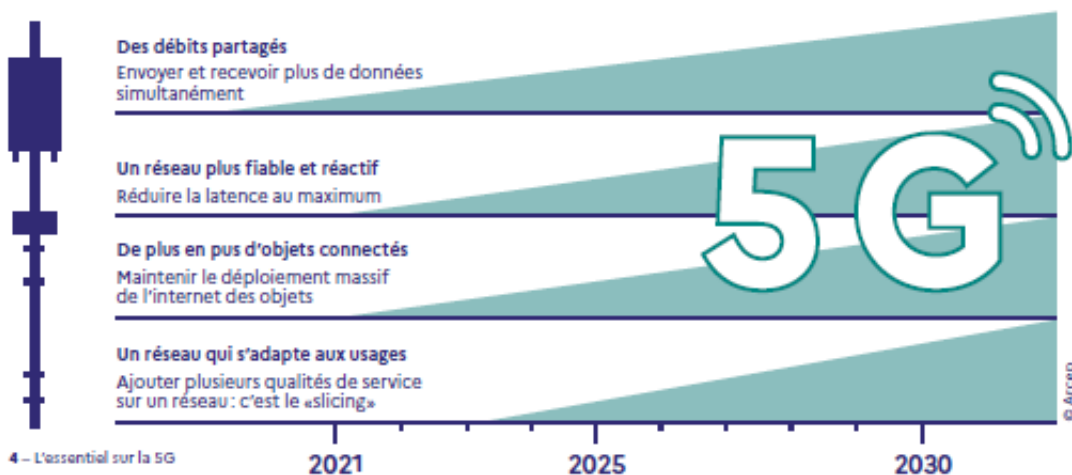 Des débits partagés
Envoyer et recevoir plus de données
simultanément
Un réseau plus fiable et réactif
Réduire la latence au maximum
De plus en pus d'objets connectés
Maintenir le déploiement massif
de l'internet des objets
Un réseau qui s'adapte aux usages
Ajouter plusieurs qualités de service
sur un réseau : c'est le «slicing»
5G
© Arcep
4 – L'essentiel sur la 5G
2021
2025
2030